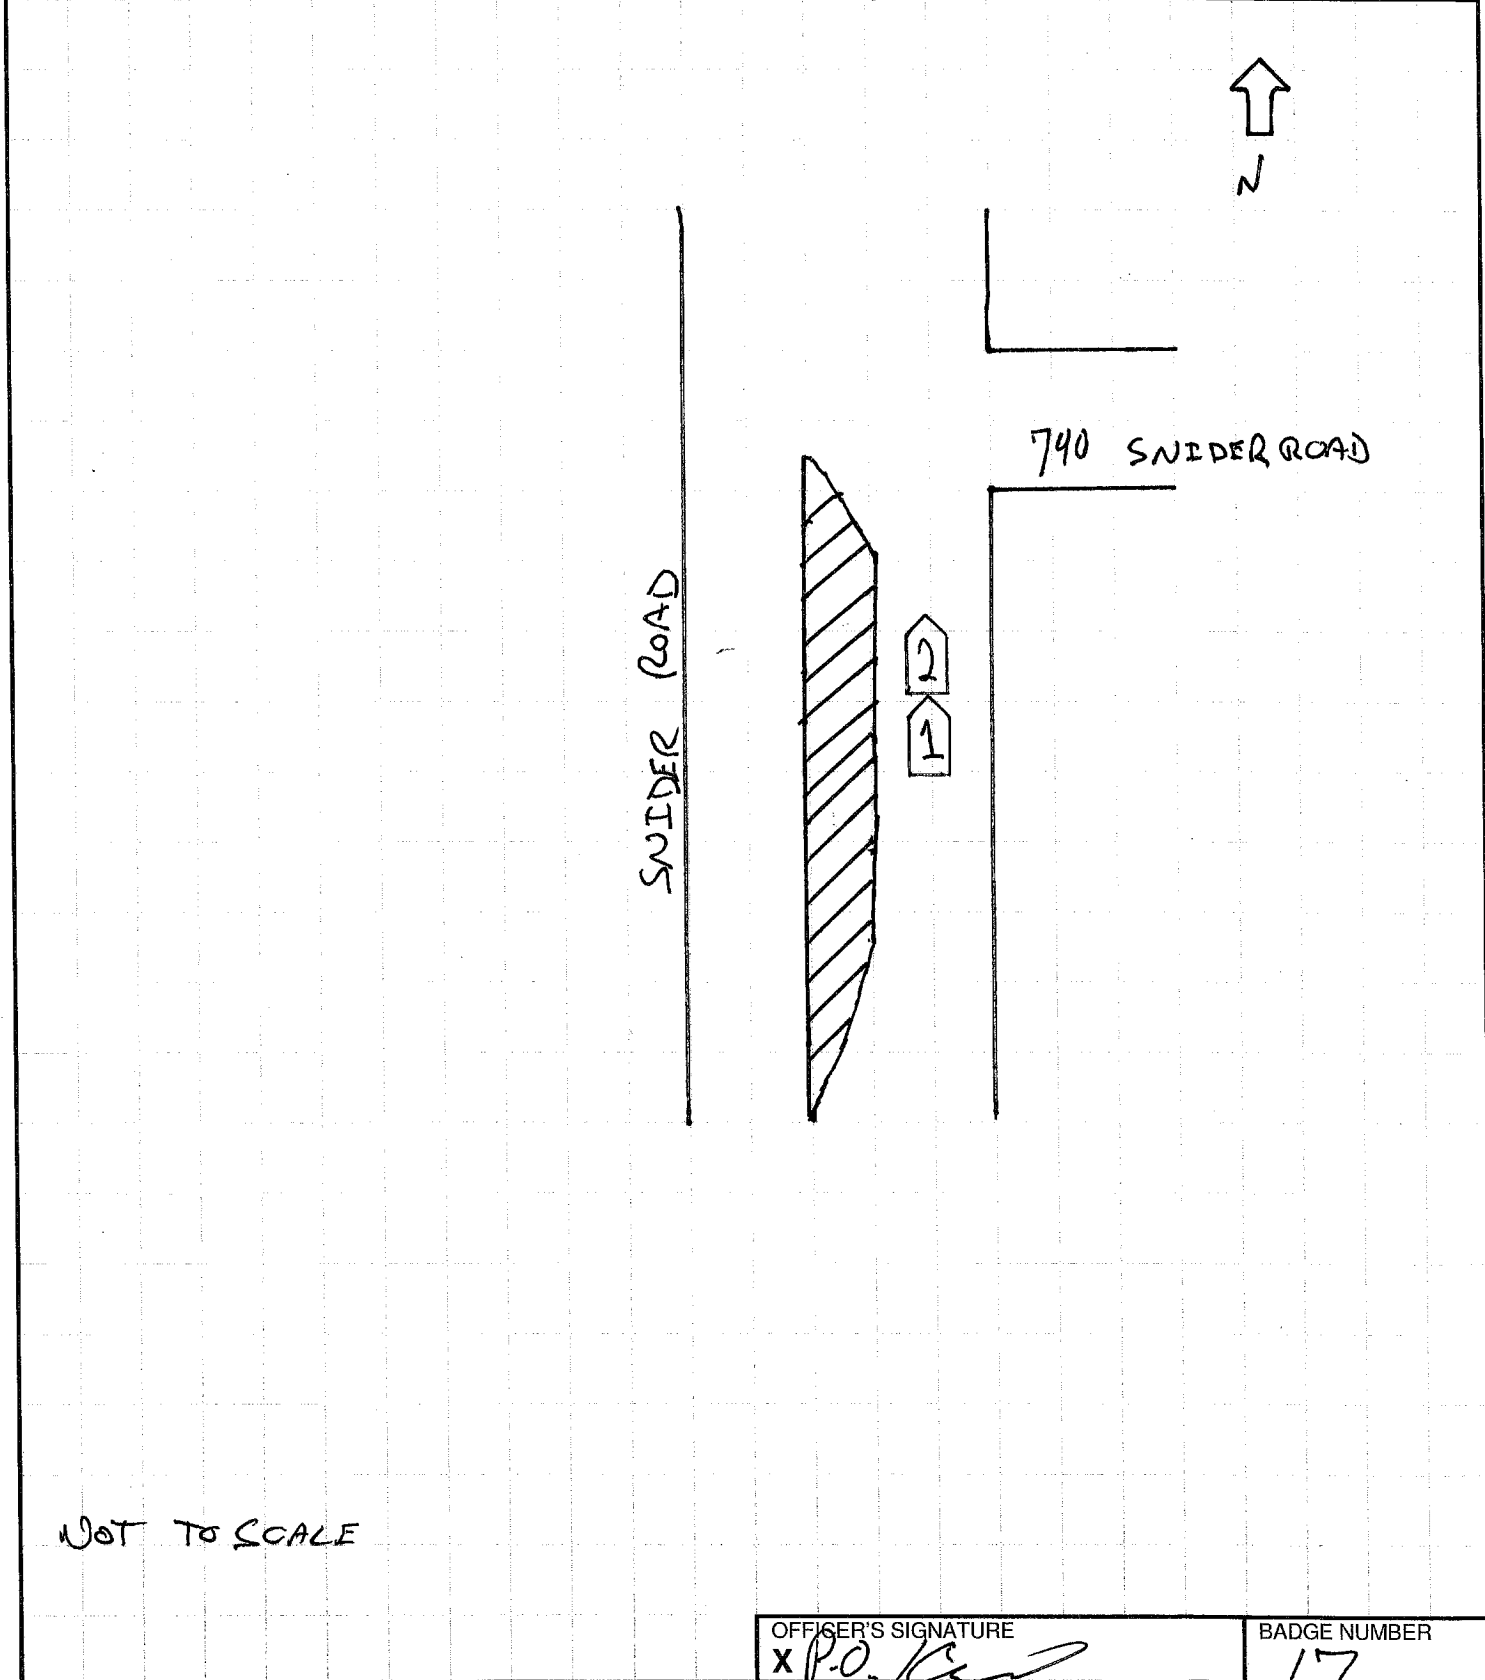 N
740 SNIDER ROAD
SNIDER ROAD
2
1
NOT TO SCALE
OFFICER'S SIGNATURE
X P.O.
BADGE NUMBER
17